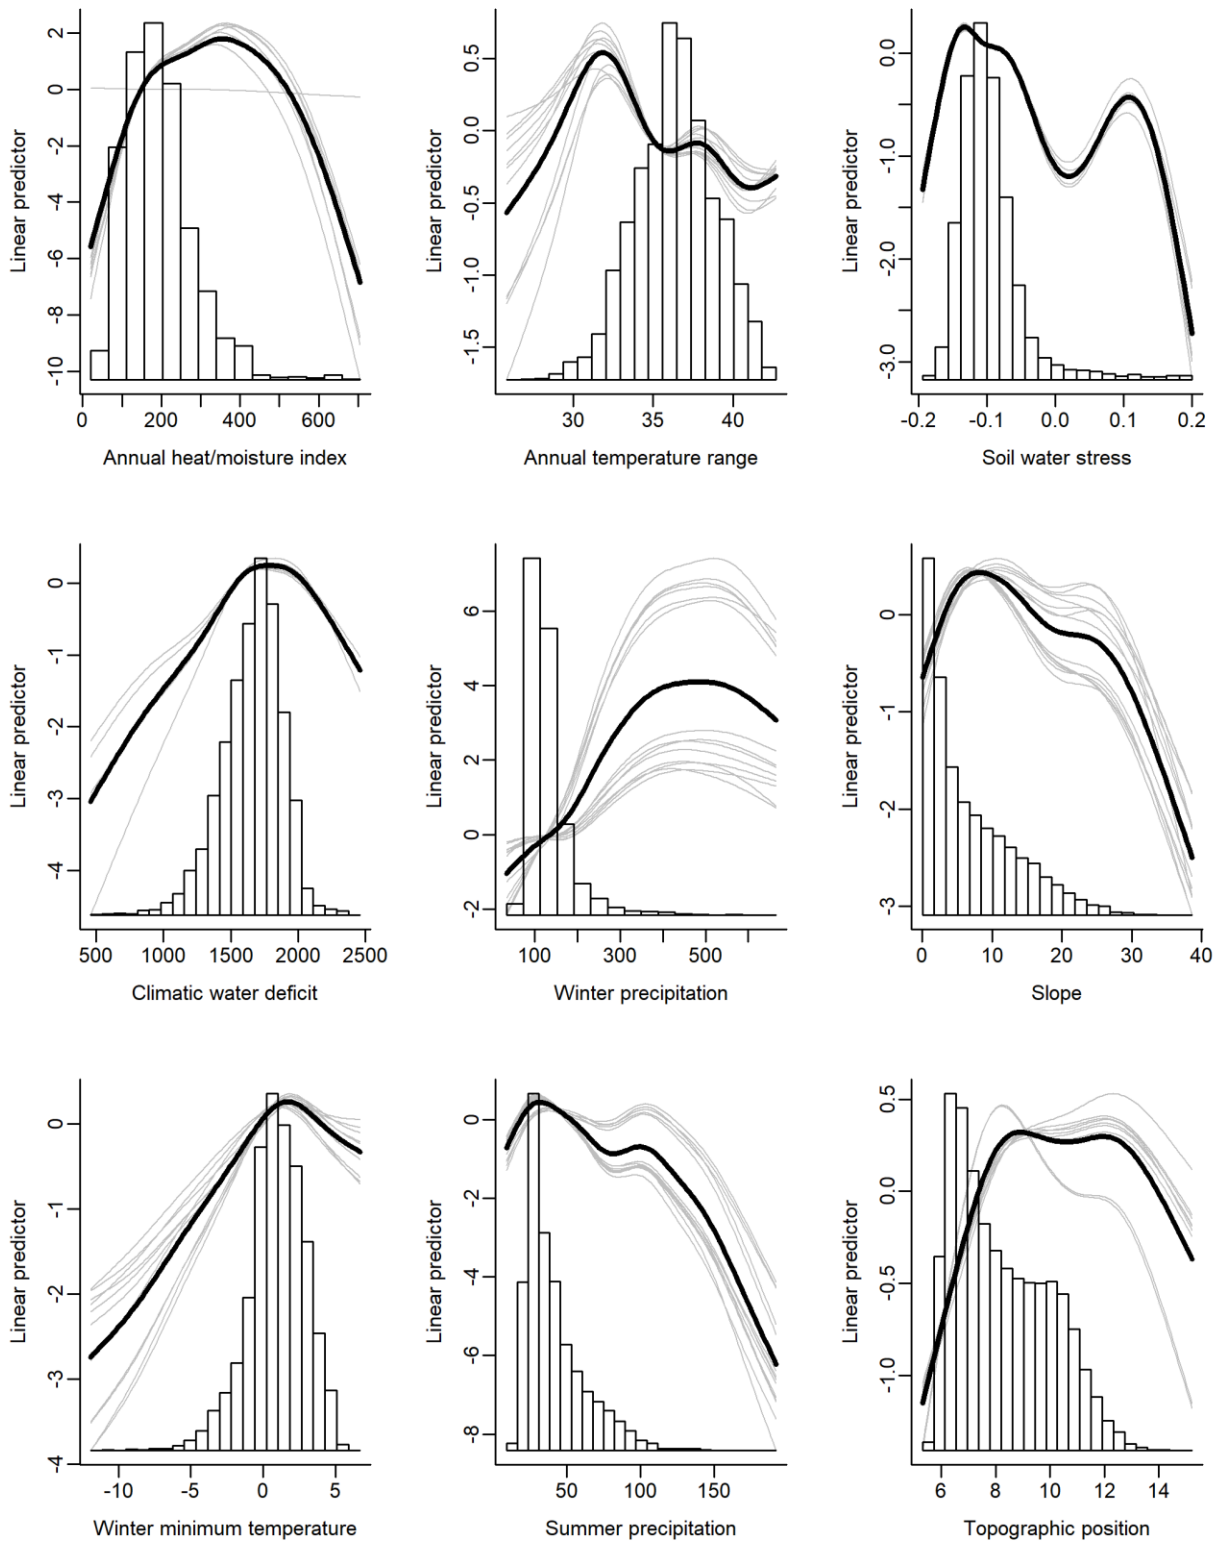 Linear predictor
2
0
-2
-4
-6
-8
-10
0 200 400 600
Annual heat/moisture index
Linear predictor
0.5
0.0
-0.5
-1.0
-1.5
30 35 40
Annual temperature range
Linear predictor
0.0
-1.0
-2.0
-3.0
-0.2 -0.1 0.0 0.1 0.2
Soil water stress
Linear predictor
0
-1
-2
-3
-4
500 1000 1500 2000 2500
Climatic water deficit
Linear predictor
6
4
2
0
-2
100 300 500
Winter precipitation
Linear predictor
0
-1
-2
-3
0 10 20 30 40
Slope
Linear predictor
0
-1
-2
-3
-4
-10 -5 0 5
Winter minimum temperature
Linear predictor
0
-2
-4
-6
-8
50 100 150
Summer precipitation
Linear predictor
0.5
0.0
-0.5
-1.0
6 8 10 12 14
Topographic position